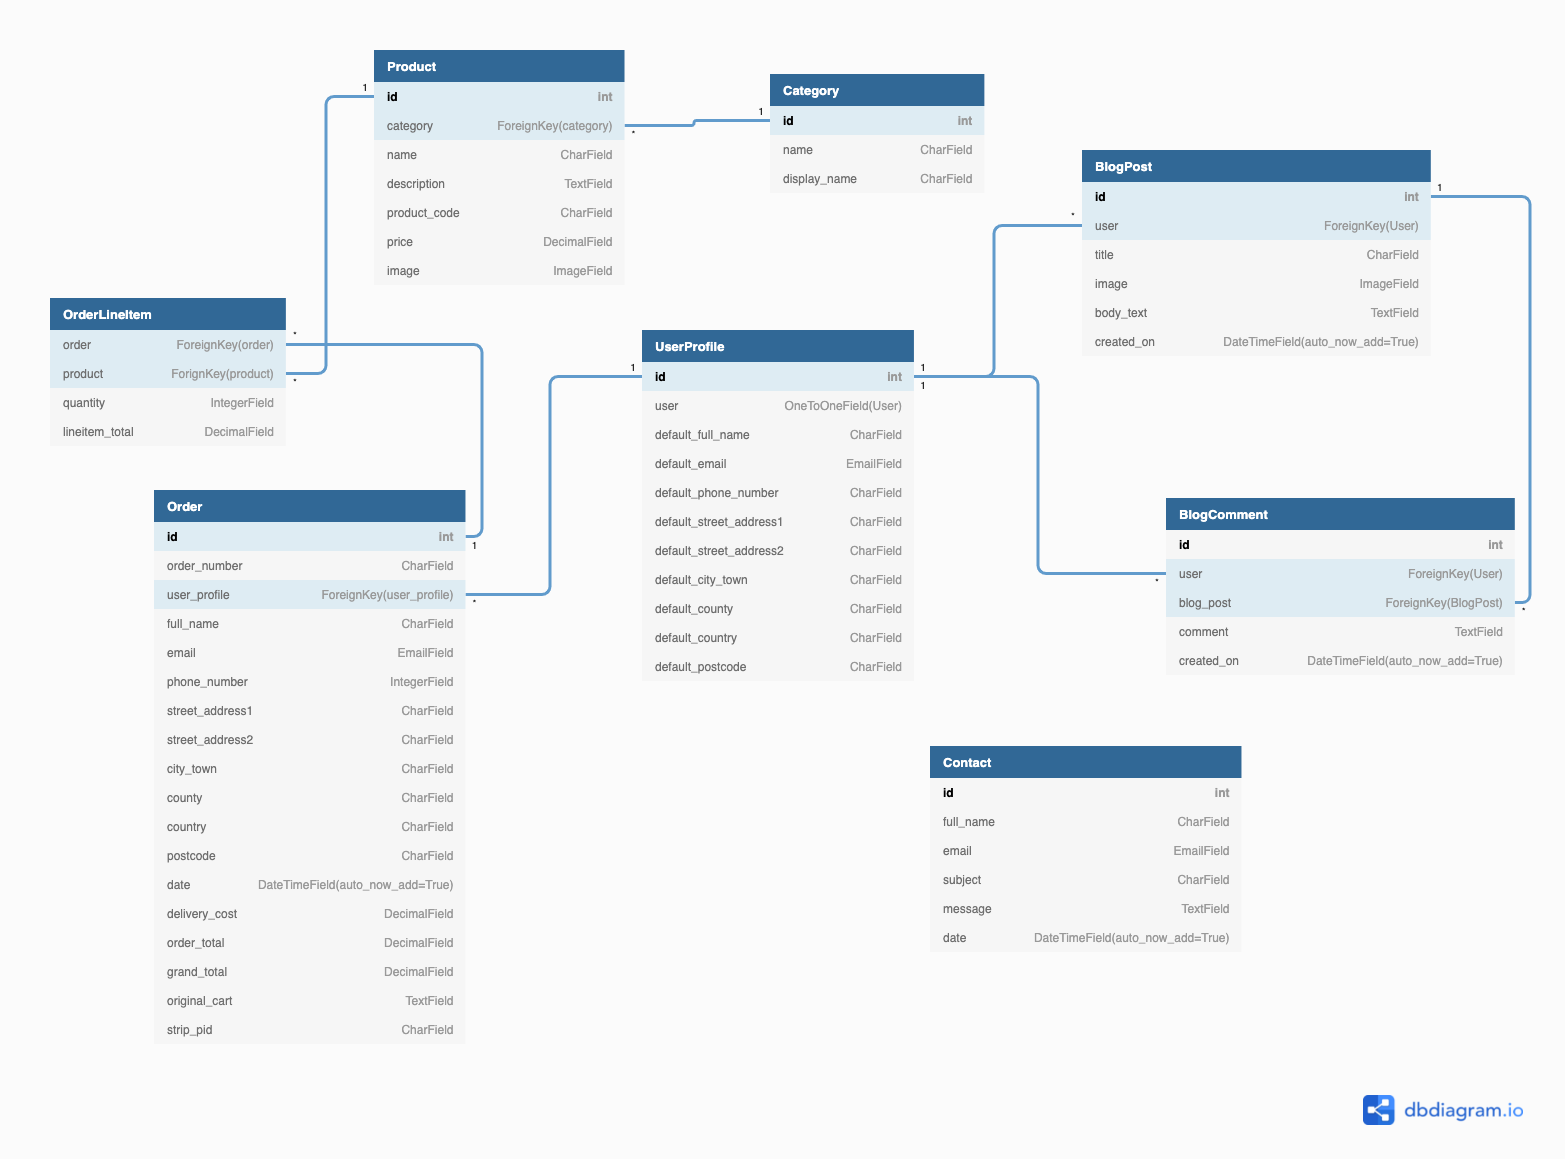 Product
id int
category ForeignKey(category)
name CharField
description TextField
product_code CharField
price DecimalField
image ImageField
1
*
Category
id int
name CharField
display_name CharField
1
BlogPost
id int
user ForeignKey(User)
title CharField
image ImageField
body_text TextField
created_on DateTimeField(auto_now_add=True)
1
*
OrderLineItem
order ForeignKey(order)
product ForignKey(product)
quantity IntegerField
lineitem_total DecimalField
*
*
UserProfile
id int
user OneToOneField(User)
default_full_name CharField
default_email EmailField
default_phone_number CharField
default_street_address1 CharField
default_street_address2 CharField
default_city_town CharField
default_county CharField
default_country CharField
default_postcode CharField
1
1
1
Order
id int
order_number CharField
user_profile ForeignKey(user_profile)
full_name CharField
email EmailField
phone_number IntegerField
street_address1 CharField
street_address2 CharField
city_town CharField
county CharField
country CharField
postcode CharField
date DateTimeField(auto_now_add=True)
delivery_cost DecimalField
order_total DecimalField
grand_total DecimalField
original_cart TextField
strip_pid CharField
1
*
BlogComment
id int
user ForeignKey(User)
blog_post ForeignKey(BlogPost)
comment TextField
created_on DateTimeField(auto_now_add=True)
*
*
Contact
id int
full_name CharField
email EmailField
subject CharField
message TextField
date DateTimeField(auto_now_add=True)
dbdiagram.io